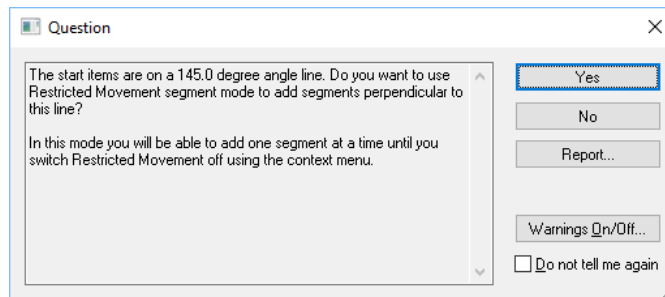 Question
The start items are on a 145.0 degree angle line. Do you want to use
Restricted Movement segment mode to add segments perpendicular to
this line?
In this mode you will be able to add one segment at a time until you
switch Restricted Movement off using the context menu.
Yes
No
Report...
Warnings On/Off...
Do not tell me again